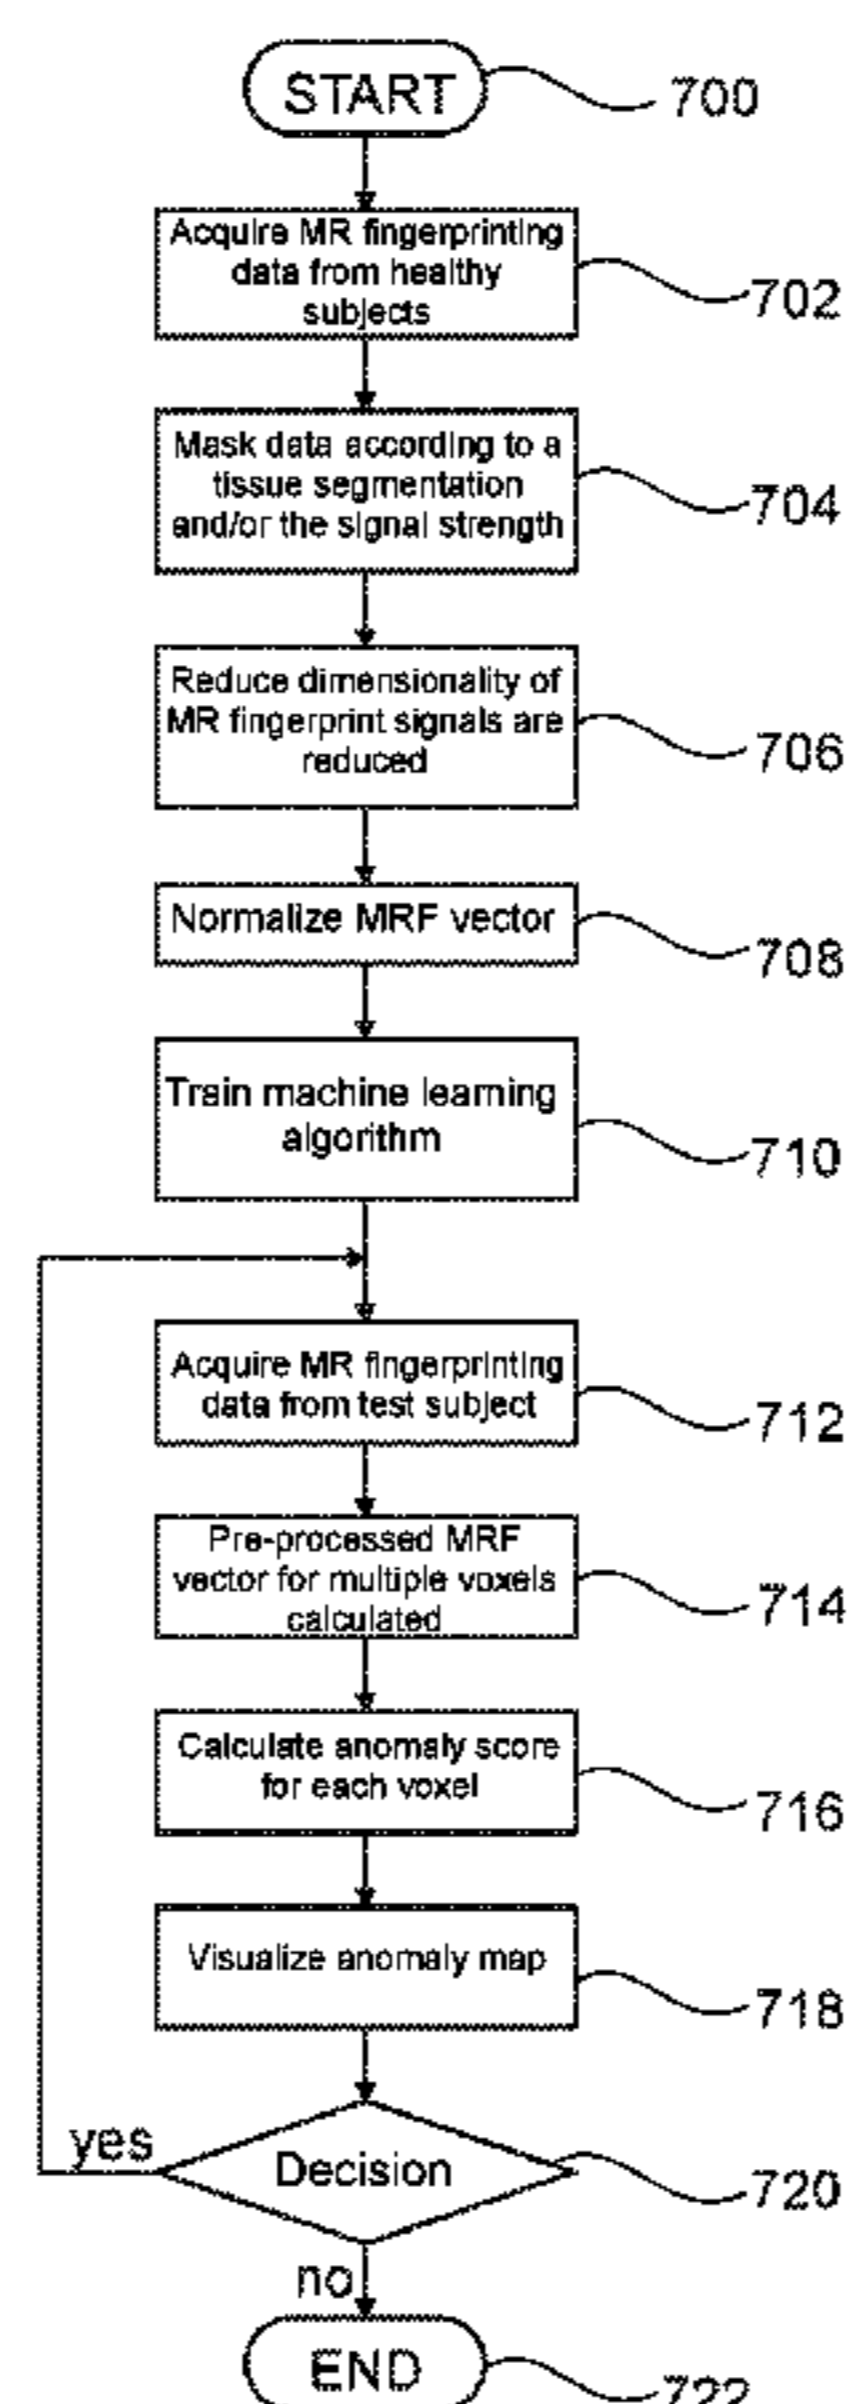 START
700
Acquire MR fingerprinting
data from healthy
subjects
702
Mask data according to a
tissue segmentation
and/or the signal strength
704
Reduce dimensionality of
MR fingerprint signals are
reduced
706
Normalize MRF vector
708
Train machine learning
algorithm
710
Acquire MR fingerprinting
data from test subject
712
Pre-processed MRF
vector for multiple voxels
calculated
714
Calculate anomaly score
for each voxel
716
Visualize anomaly map
718
yes
Decision
720
no
END
722